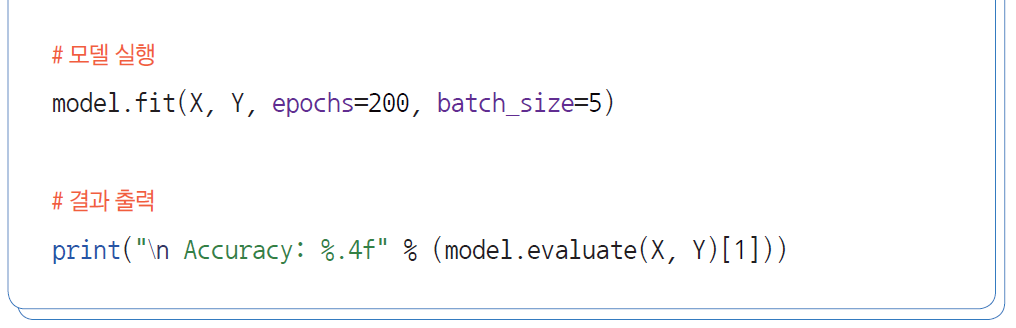 # 모델 실행
model.fit(X, Y, epochs=200, batch_size=5)
# 결과 출력
print("\n Accuracy: %.4f" % (model.evaluate(X, Y)[1]))